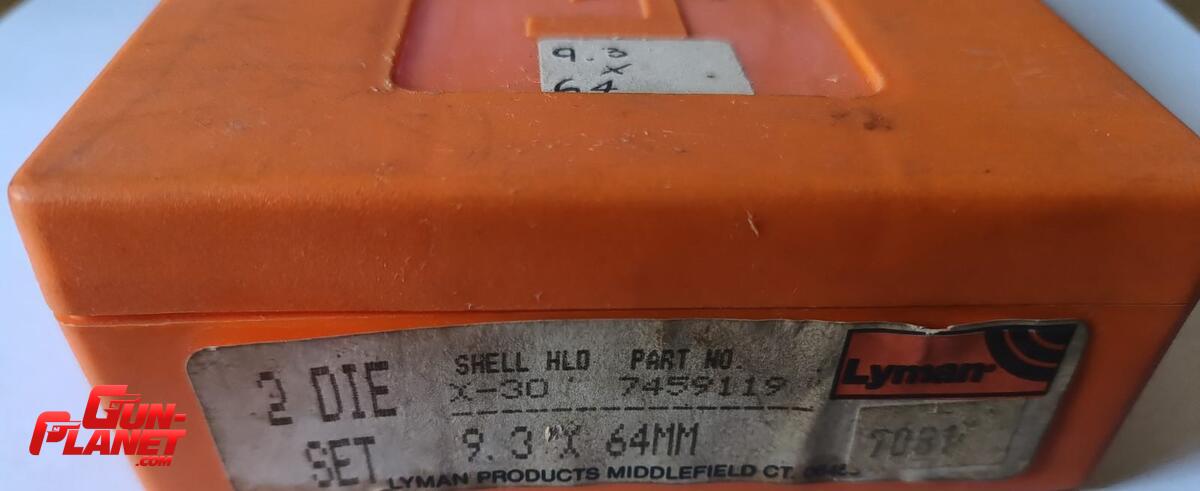 9.3
X
64
2 DIE
SET
SHELL HLD PART NO.
X-30 7459119
9.3 X 64MM
Lyman
LYMAN PRODUCTS MIDDLEFIELD CT.
GUN-
PLANET
.COM